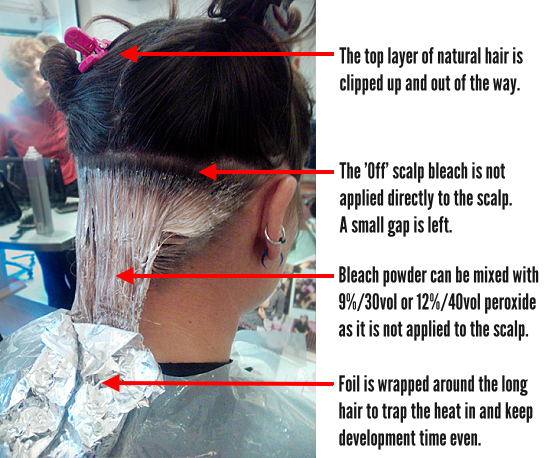 The top layer of natural hair is
clipped up and out of the way.
The 'Off' scalp bleach is not
applied directly to the scalp.
A small gap is left.
Bleach powder can be mixed with
9%/30vol or 12%/40vol peroxide
as it is not applied to the scalp.
Foil is wrapped around the long
hair to trap the heat in and keep
development time even.